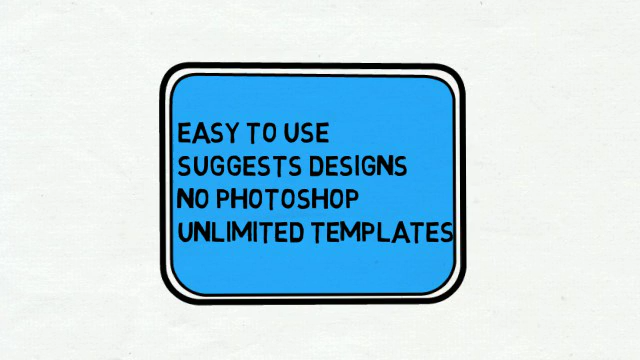 EASY TO USE
SUGGESTS DESIGNS
NO PHOTOSHOP
UNLIMITED TEMPLATES